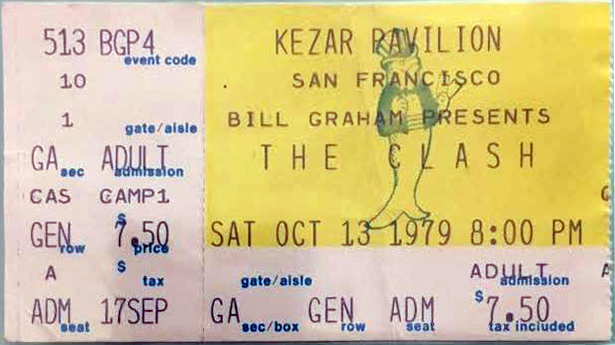 513 BGP4
event code
10
1 gate/aisle
GA sec ADULT admission
CAS CAMP1
GEN row $ 7.50 price
A $ tax
ADM seat 17SEP
KEZAR PAVILION
SAN FRANCISCO
BILL GRAHAM PRESENTS
THE CLASH
SAT OCT 13 1979 8:00 PM
gate/aisle ADULT admission
GA sec/box GEN row ADM seat $7.50 tax included